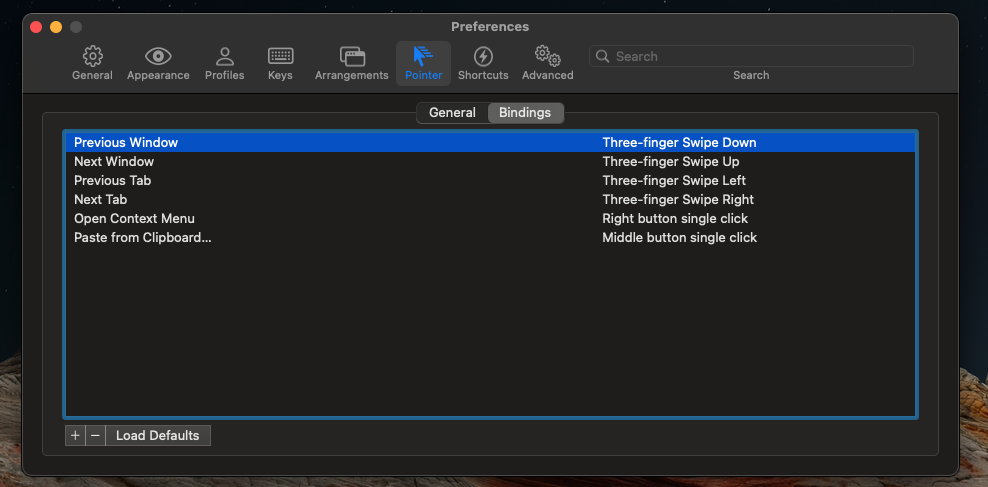 Preferences
General Appearance Profiles Keys Arrangements Pointer Shortcuts Advanced Search
Search
General Bindings
Previous Window Three-finger Swipe Down
Next Window Three-finger Swipe Up
Previous Tab Three-finger Swipe Left
Next Tab Three-finger Swipe Right
Open Context Menu Right button single click
Paste from Clipboard... Middle button single click
+ − Load Defaults